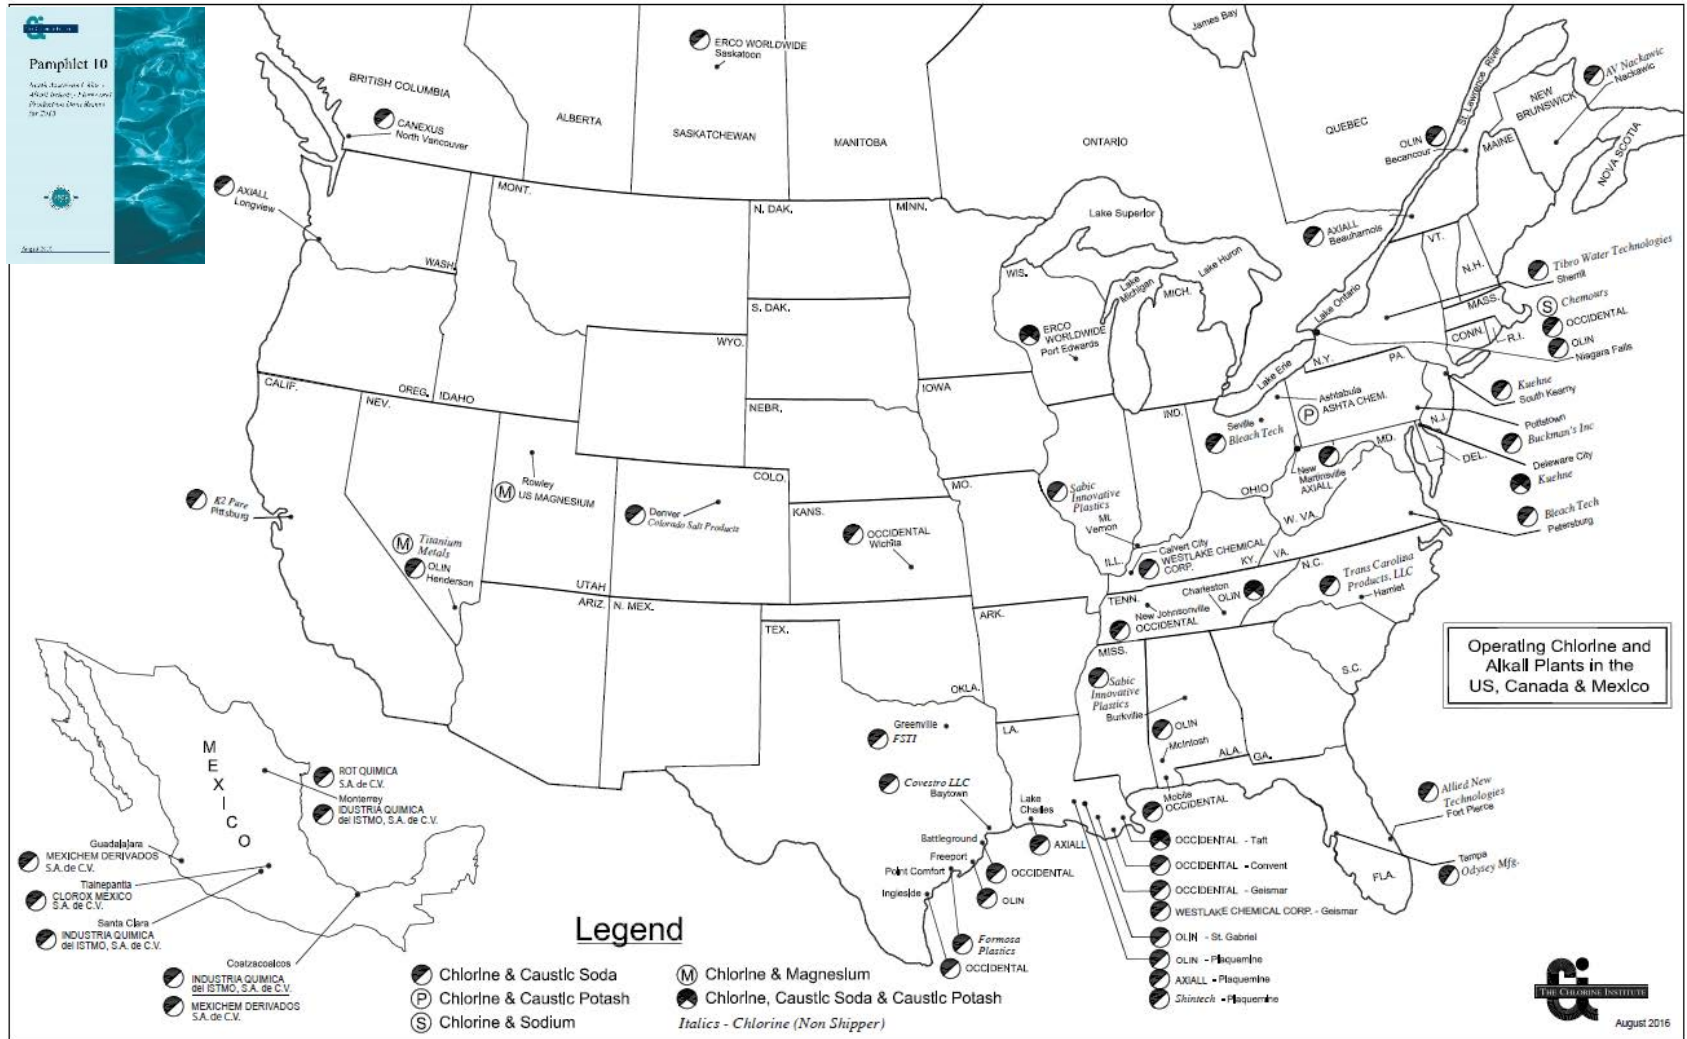 Pamphlet 10
ERCO WORLDWIDE
Saskatoon
James Bay
BRITISH COLUMBIA
CANEXUS
North Vancouver
ALBERTA
SASKATCHEWAN
MANITOBA
ONTARIO
QUEBEC
St. Lawrence River
NEW
BRUNSWICK
AV Nackawic
Nackawic
OLIN
Becancour
MAINE
NOVA SCOTIA
AXIALL
Longview
MONT.
N. DAK.
MINN.
Lake Superior
AXIALL
Beauharnois
VT.
N.H.
Tibro Water Technologies
Sherrill
WASH.
WIS.
Lake
Michigan
MICH.
Lake Huron
Lake Ontario
MASS.
S Chemours
OCCIDENTAL
OLIN
Niagara Falls
CONN.
R.I.
S. DAK.
WYO.
ERCO
WORLDWIDE
Port Edwards
Lake Erie
N.Y.
PA.
CALIF.
OREG.
IDAHO
NEV.
IOWA
NEBR.
IND.
Ashtabula
P ASHTA CHEM.
Kuehne
South Kearny
Seville
Bleach Tech
N.J.
Pottstown
Buckman's Inc
MD.
DEL.
Deleware City
Kuehne
Rowley
M US MAGNESIUM
COLO.
MO.
Sabic
Innovative
Plastics
Mt.
Vernon
OHIO
New
Martinsville
AXIALL
W. VA.
Bleach Tech
Petersburg
K2 Pure
Pittsburg
Denver
Colorado Salt Products
KANS.
OCCIDENTAL
Wichita
M Titanium
Metals
OLIN
Henderson
UTAH
ILL.
Calvert City
WESTLAKE CHEMICAL
CORP.
KY.
VA.
N.C.
Trans Carolina
Products, LLC
Hamlet
ARIZ.
N. MEX.
TEX.
ARK.
TENN.
Charleston
OLIN
New Johnsonville
OCCIDENTAL
OKLA.
MISS.
Sabic
Innovative
Plastics
Burkville
S.C.
Operating Chlorine and
Alkali Plants in the
US, Canada & Mexico
Greenville
FSTI
LA.
OLIN
McIntosh
ALA.
GA.
MEXICO
ROT QUIMICA
S.A. de C.V.
Monterrey
IDUSTRIA QUIMICA
del ISTMO, S.A. de C.V.
Covestro LLC
Baytown
Lake
Charles
AXIALL
Mobile
OCCIDENTAL
Allied New
Technologies
Fort Pierce
Guadalajara
MEXICHEM DERIVADOS
S.A. de C.V.
Tlalnepantla
CLOROX MEXICO
S.A. de C.V.
Santa Clara
INDUSTRIA QUIMICA
del ISTMO, S.A. de C.V.
Coatzacoalcos
INDUSTRIA QUIMICA
del ISTMO, S.A. de C.V.
MEXICHEM DERIVADOS
S.A. de C.V.
Battleground
Freeport
Point Comfort
Ingleside
OCCIDENTAL
OLIN
Formosa
Plastics
OCCIDENTAL
OCCIDENTAL - Taft
OCCIDENTAL - Convent
OCCIDENTAL - Geismar
WESTLAKE CHEMICAL CORP. - Geismar
OLIN - St. Gabriel
OLIN - Plaquemine
AXIALL - Plaquemine
Shintech - Plaquemine
Tampa
Odysey Mfg.
FLA.
Legend
Chlorine & Caustic Soda
P Chlorine & Caustic Potash
S Chlorine & Sodium
M Chlorine & Magnesium
Chlorine, Caustic Soda & Caustic Potash
Italics - Chlorine (Non Shipper)
THE CHLORINE INSTITUTE
August 2016